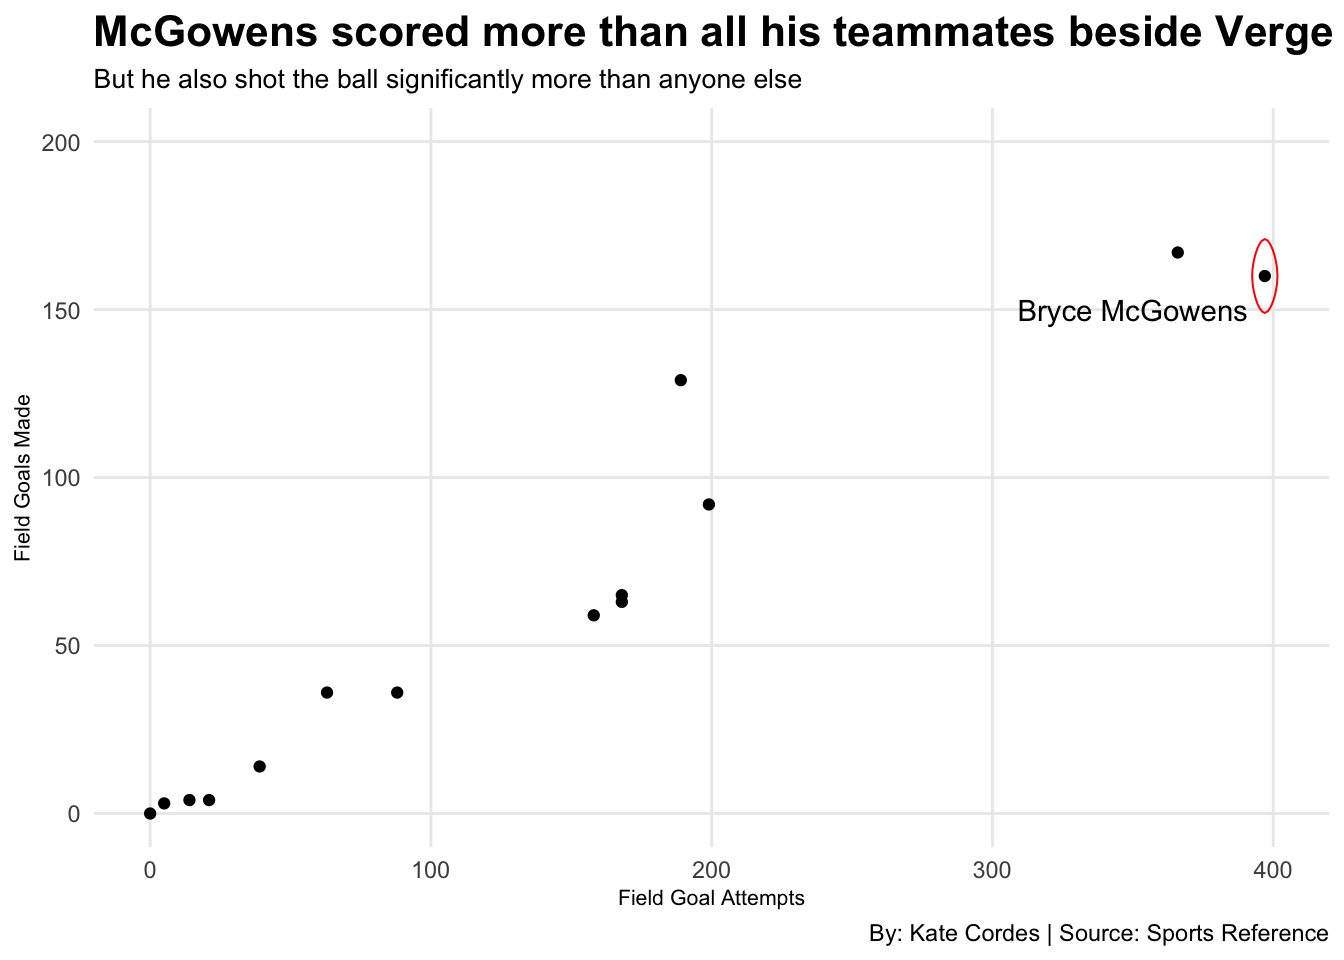 McGowens scored more than all his teammates beside Verge
But he also shot the ball significantly more than anyone else
200
150
100
50
0
Field Goals Made
Bryce McGowens
0 100 200 300 400
Field Goal Attempts
By: Kate Cordes | Source: Sports Reference